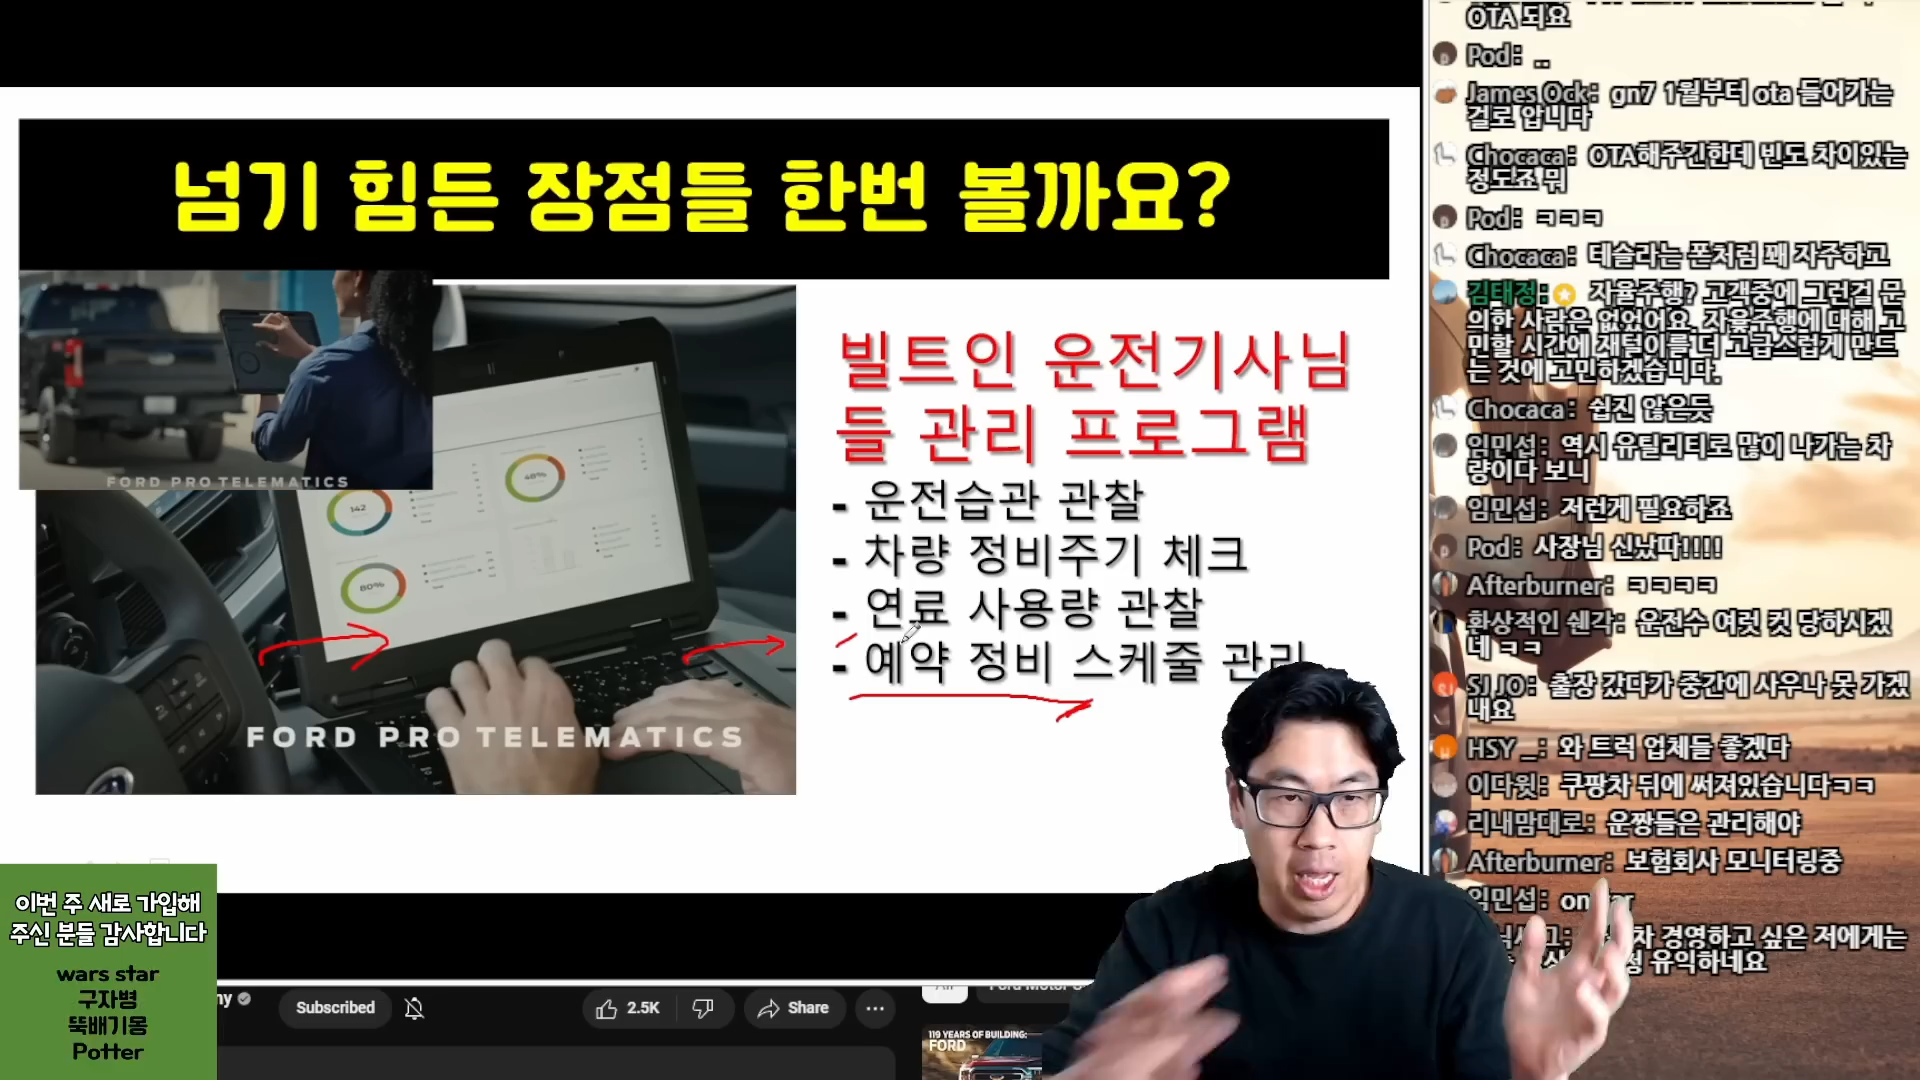 넘기 힘든 장점들 한번 볼까요?
FORD PRO TELEMATICS
142
48%
80%
FORD PRO TELEMATICS
빌트인 운전기사님
들 관리 프로그램
- 운전습관 관찰
- 차량 정비주기 체크
- 연료 사용량 관찰
- 예약 정비 스케줄 관리
이번 주 새로 가입해
주신 분들 감사합니다
wars star
구자병
뚝배기몽
Potter
Subscribed
2.5K
Share
119 YEARS OF BUILDING:
FORD
OTA 되요
Pod: ..
James Ock: gn7 1월부터 ota 들어가는
걸로 압니다
Chocaca: OTA해주긴한데 빈도 차이있는
정도죠 뭐
Pod: ㅋㅋㅋ
Chocaca: 테슬라는 폰처럼 꽤 자주하고
김태정: 자율주행? 고객중에 그런걸 문
의한 사람은 없었어요. 자율주행에 대해 고
민할 시간에 재털이를 더 고급스럽게 만드
는 것에 고민하겠습니다.
Chocaca: 쉽진 않은듯
임민섭: 역시 유틸리티로 많이 나가는 차
량이다 보니
임민섭: 저런게 필요하죠
Pod: 사장님 신났따!!!!
Afterburner: ㅋㅋㅋㅋ
환상적인 쉔각: 운전수 여럿 컷 당하시겠
네 ㅋㅋ
SJ JO: 출장 갔다가 중간에 사우나 못 가겠
내요
HSY _: 와 트럭 업체들 좋겠다
이다윗: 쿠팡차 뒤에 써져있습니다ㅋㅋ
리내맘대로: 운짱들은 관리해야
Afterburner: 보험회사 모니터링중
임민섭:
차 경영하고 싶은 저에게는
유익하네요